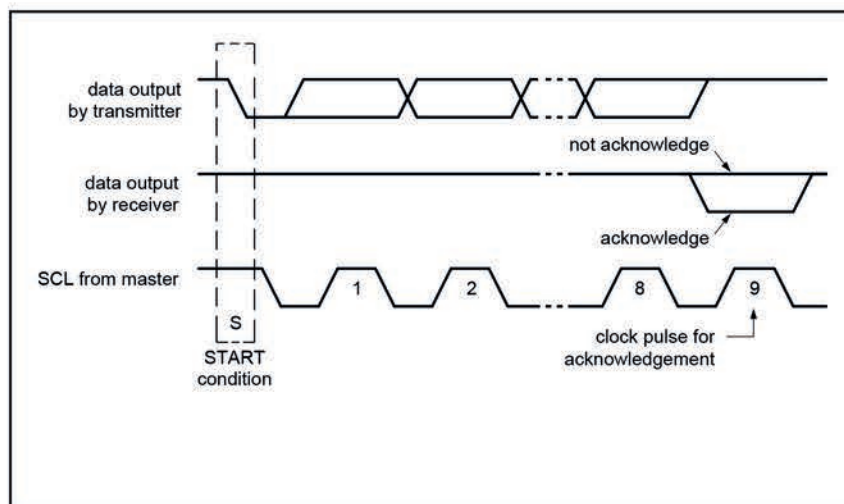 data output
by transmitter
not acknowledge
data output
by receiver
acknowledge
SCL from master
1
2
8
9
S
START
condition
clock pulse for
acknowledgement